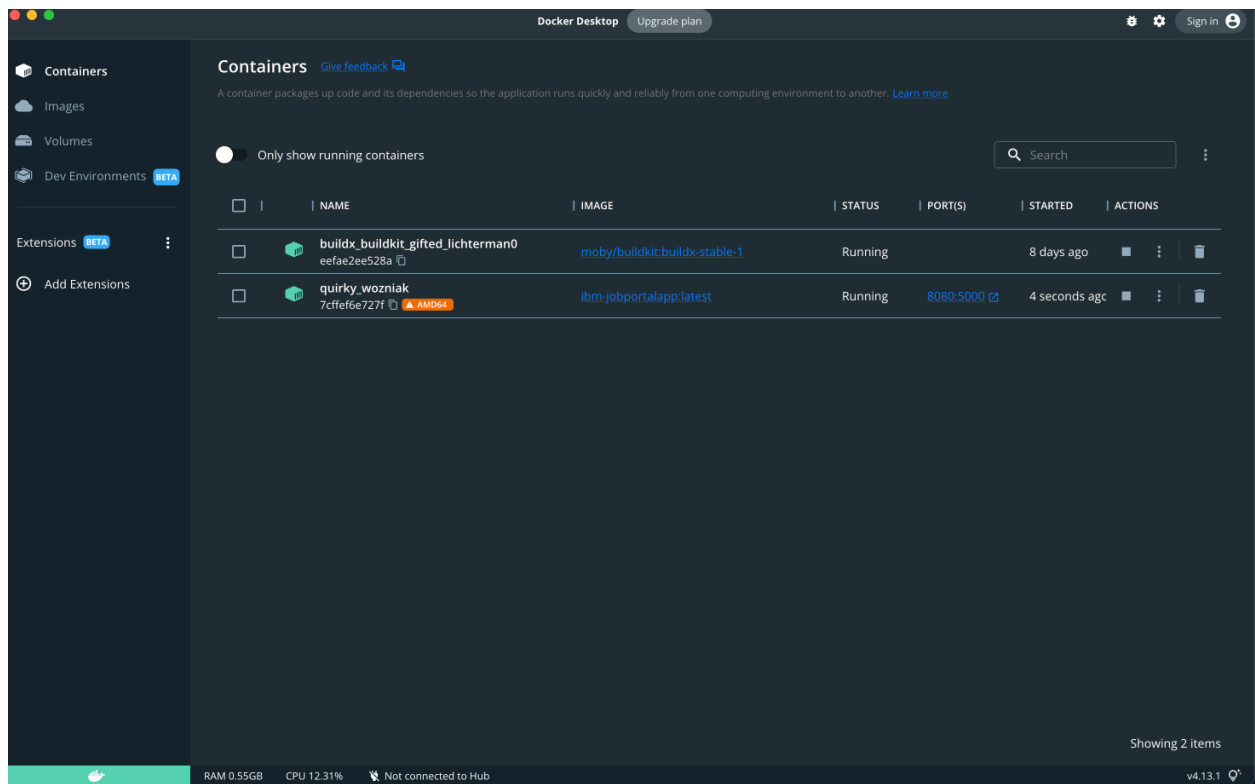 Docker Desktop Upgrade plan Sign in
Containers
Images
Volumes
Dev Environments BETA
Extensions BETA
Add Extensions
Containers Give feedback
A container packages up code and its dependencies so the application runs quickly and reliably from one computing environment to another. Learn more
Only show running containers Search
NAME IMAGE STATUS PORT(S) STARTED ACTIONS
buildx_buildkit_gifted_lichterman0
eefae2ee528a
moby/buildkit:buildx-stable-1 Running 8 days ago
quirky_wozniak
7cffef6e727f AMD64
ibm-jobportalapp:latest Running 8080:5000 4 seconds agc
Showing 2 items
RAM 0.55GB CPU 12.31% Not connected to Hub v4.13.1